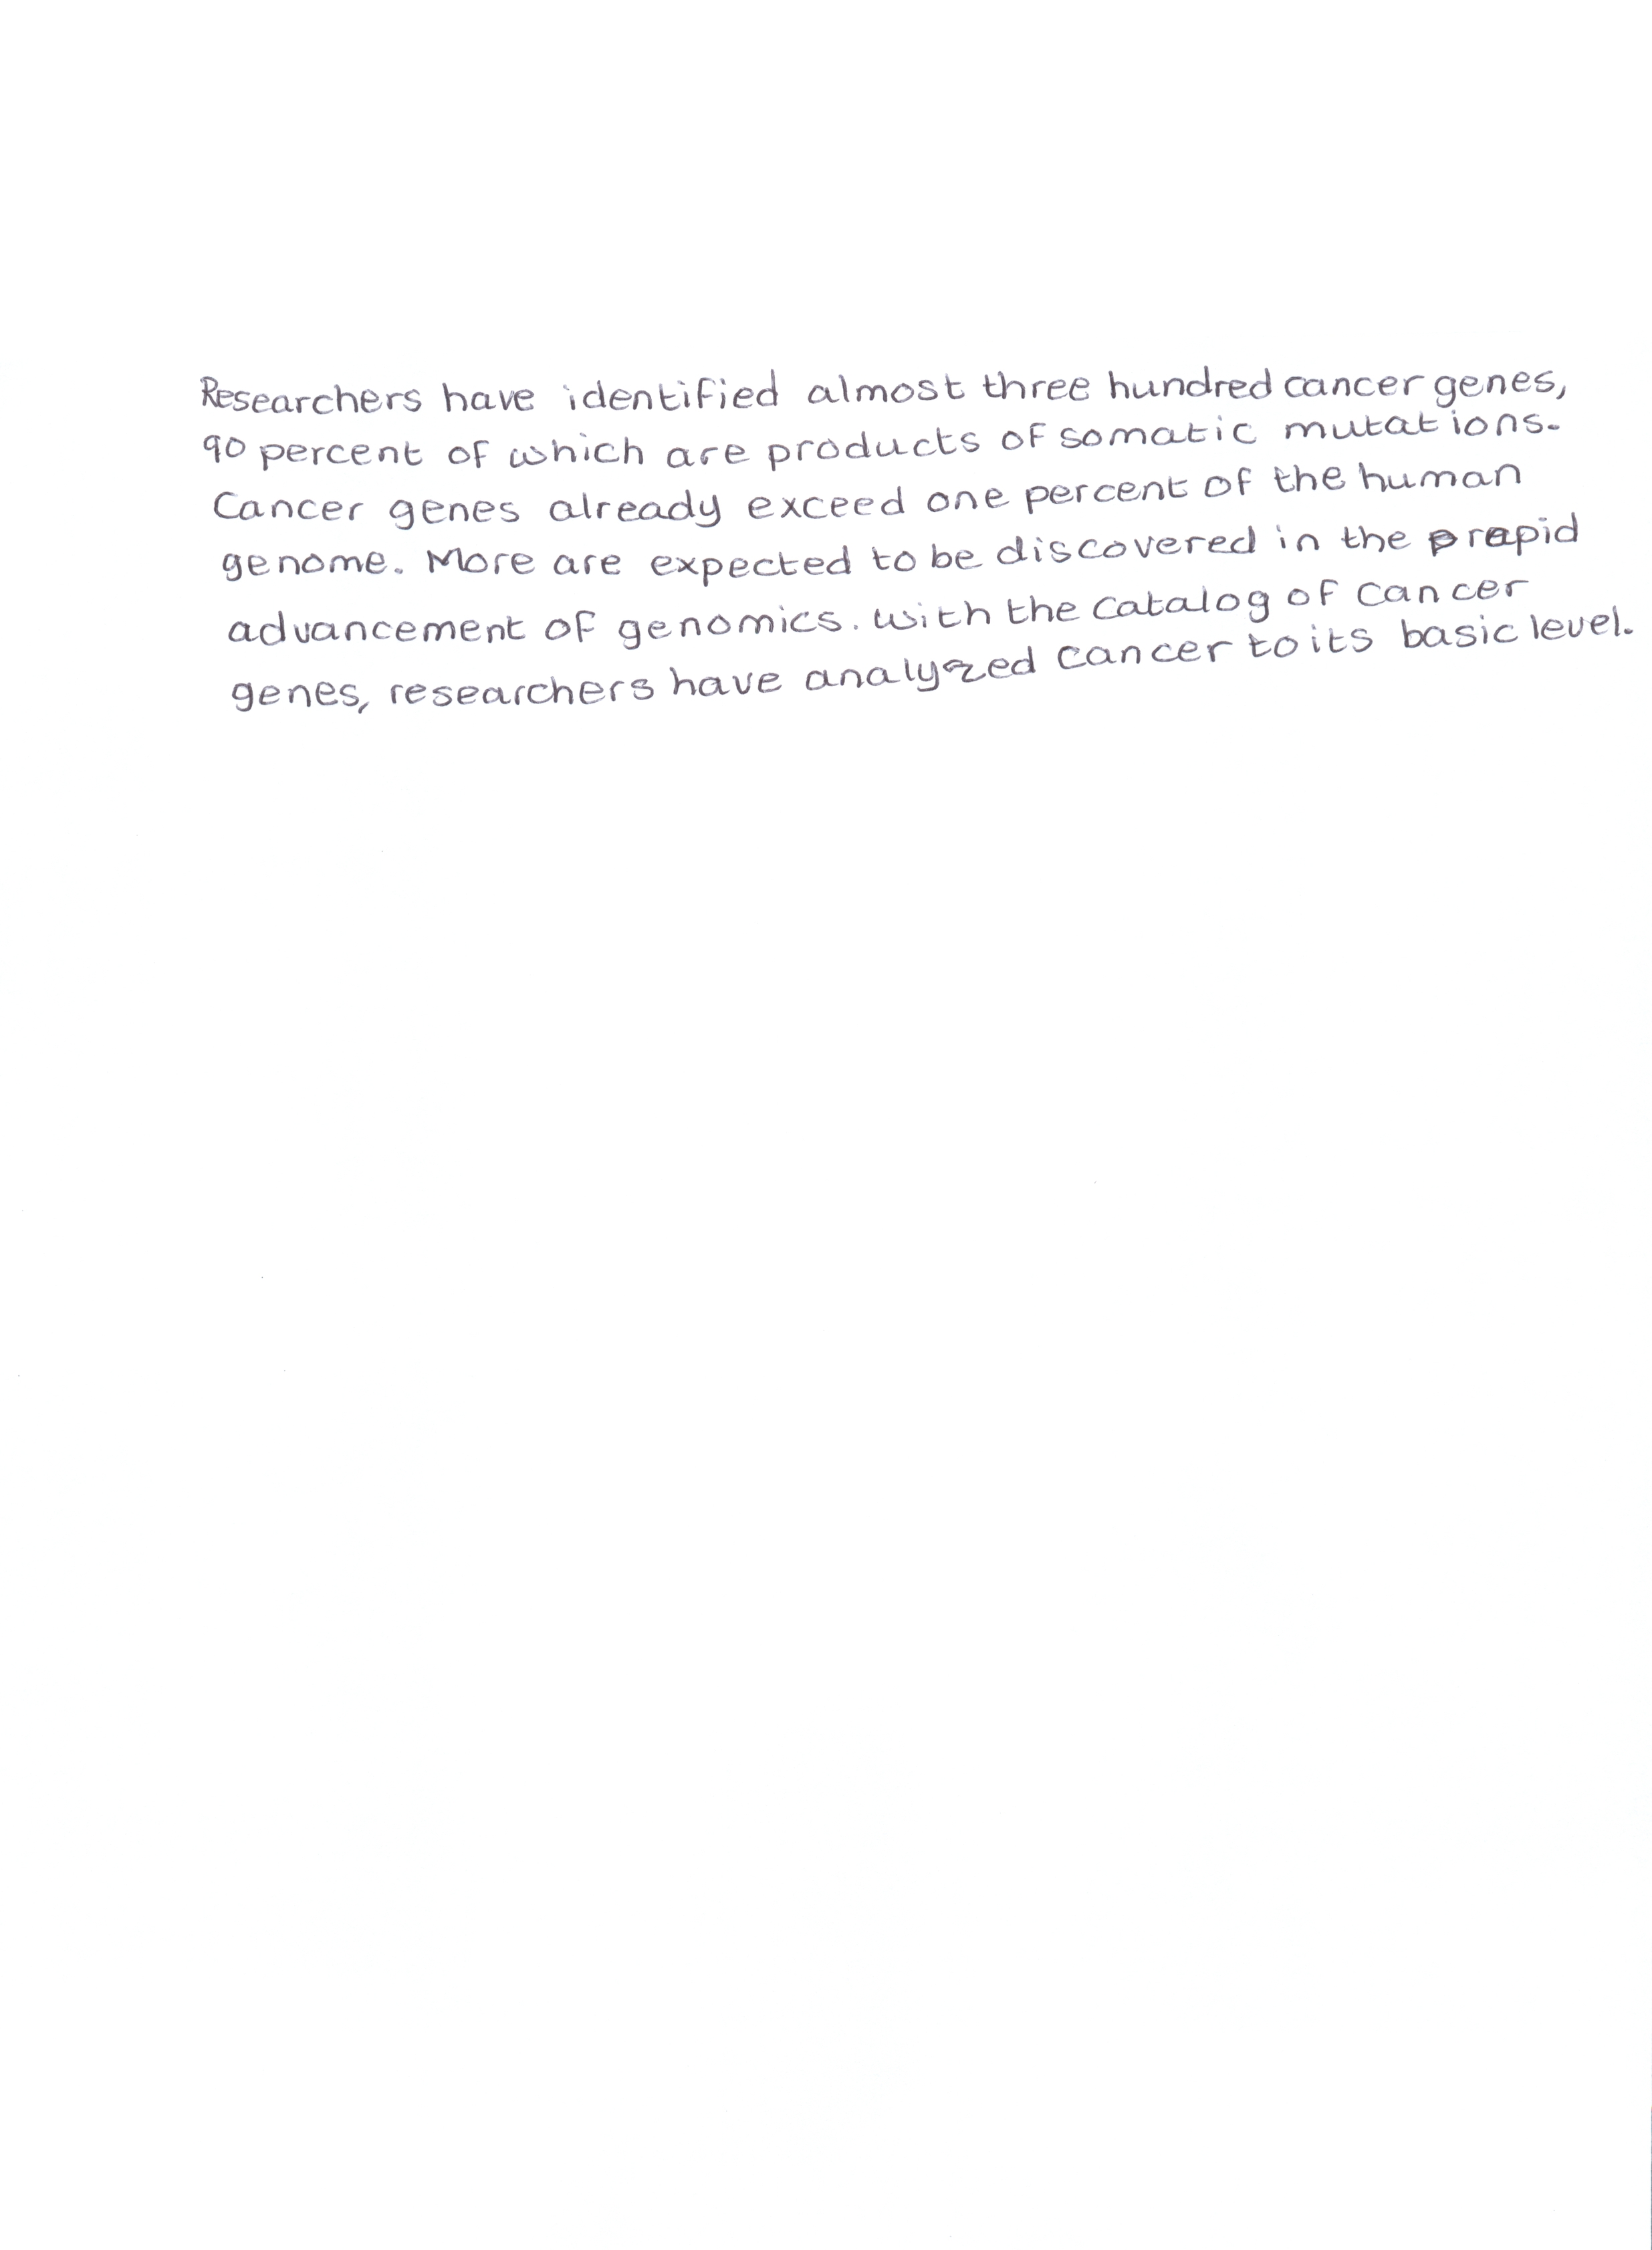 Researchers have identified almost three hundred cancer genes,
90 percent of which are products of somatic mutations.
Cancer genes already exceed one percent of the human
genome. More are expected to be discovered in the rapid
advancement of genomics. with the catalog of cancer
genes, researchers have analyzed cancer to its basic level.